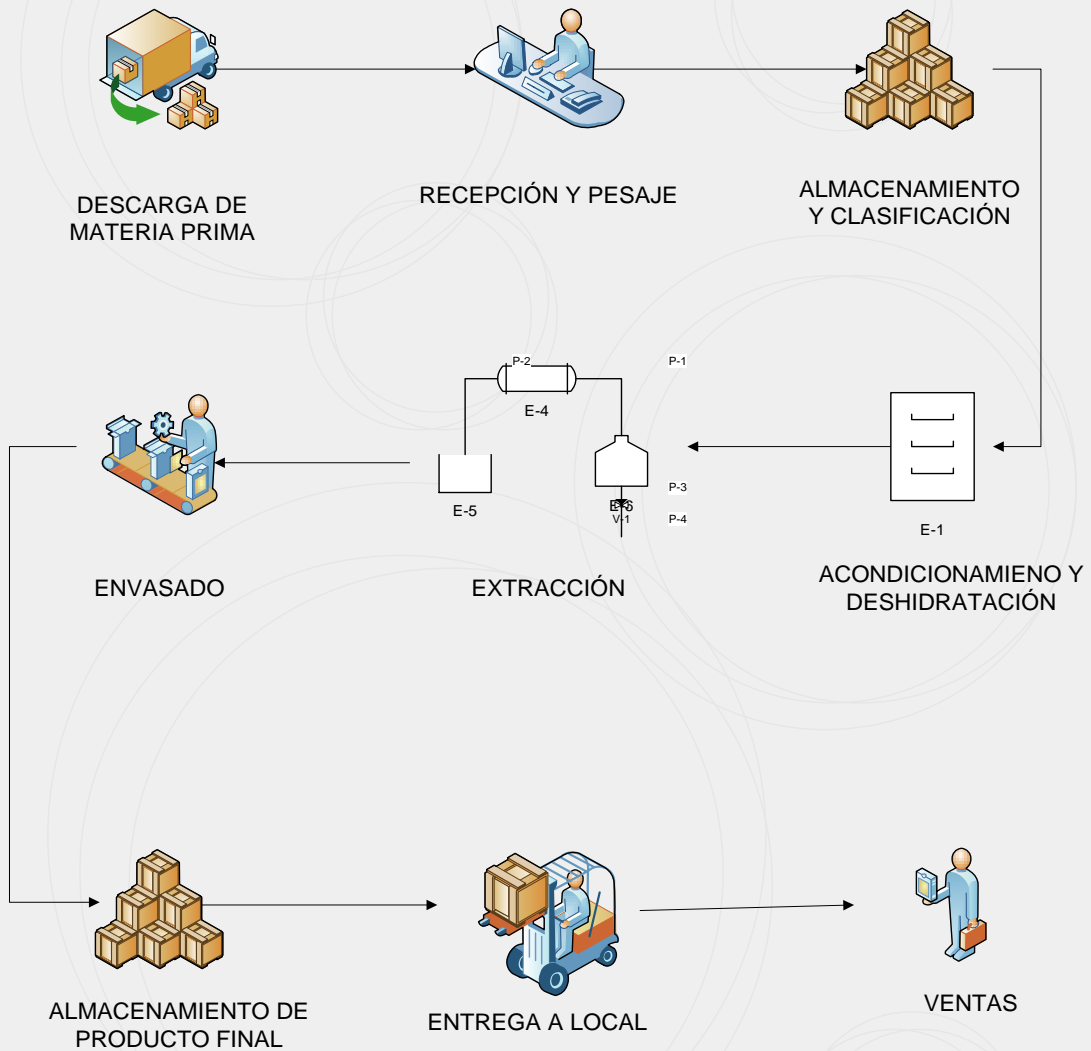 DESCARGA DE
MATERIA PRIMA
RECEPCIÓN Y PESAJE
ALMACENAMIENTO
Y CLASIFICACIÓN
P-2
P-1
E-4
P-3
E-5
V-1
P-4
E-1
ENVASADO
EXTRACCIÓN
ACONDICIONAMIENO Y
DESHIDRATACIÓN
ALMACENAMIENTO DE
PRODUCTO FINAL
ENTREGA A LOCAL
VENTAS